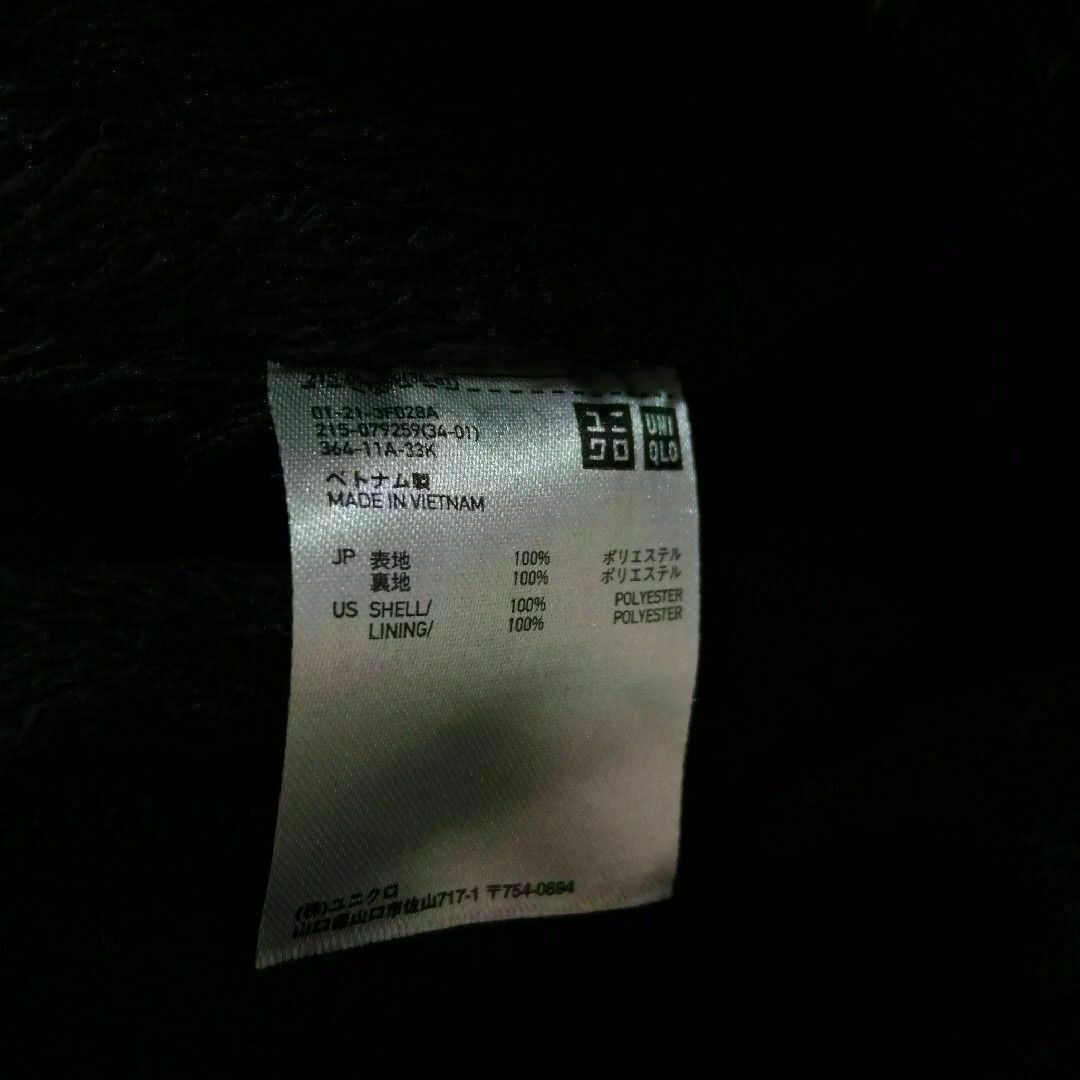 01-21-3F028A
215-079259(34-01)
364-11A-33K
ユニ
クロ
UNI
QLO
ベトナム製
MADE IN VIETNAM
JP 表地 100% ポリエステル
裏地 100% ポリエステル
US SHELL/ 100% POLYESTER
LINING/ 100% POLYESTER
(株)ユニクロ
山口県山口市佐山717-1 〒754-0894